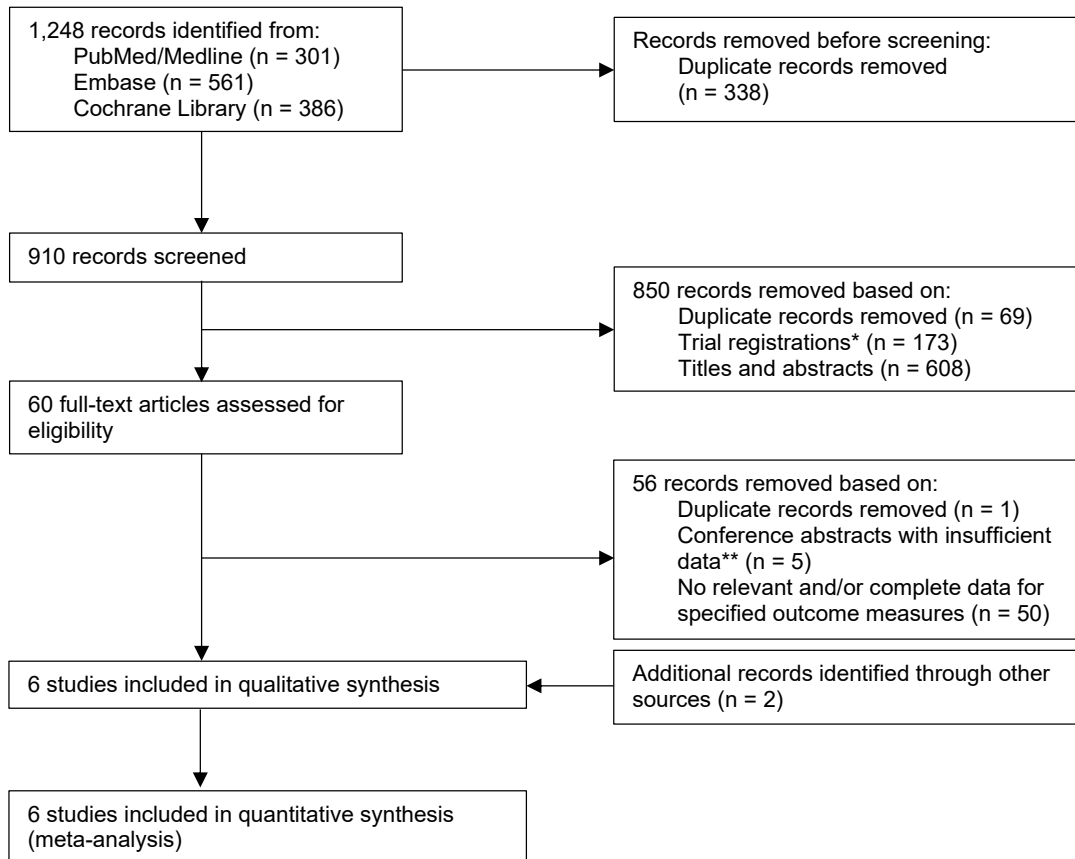 1,248 records identified from:
PubMed/Medline (n = 301)
Embase (n = 561)
Cochrane Library (n = 386)
Records removed before screening:
Duplicate records removed
(n = 338)
910 records screened
850 records removed based on:
Duplicate records removed (n = 69)
Trial registrations* (n = 173)
Titles and abstracts (n = 608)
60 full-text articles assessed for
eligibility
56 records removed based on:
Duplicate records removed (n = 1)
Conference abstracts with insufficient
data** (n = 5)
No relevant and/or complete data for
specified outcome measures (n = 50)
6 studies included in qualitative synthesis
Additional records identified through other
sources (n = 2)
6 studies included in quantitative synthesis
(meta-analysis)